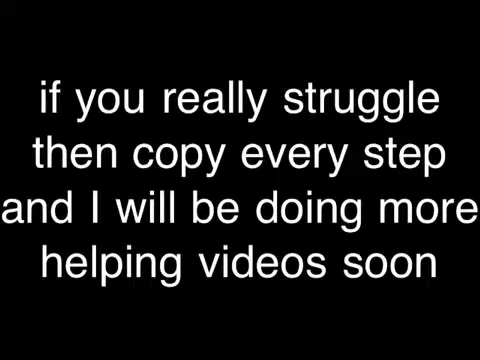 if you really struggle
then copy every step
and I will be doing more
helping videos soon